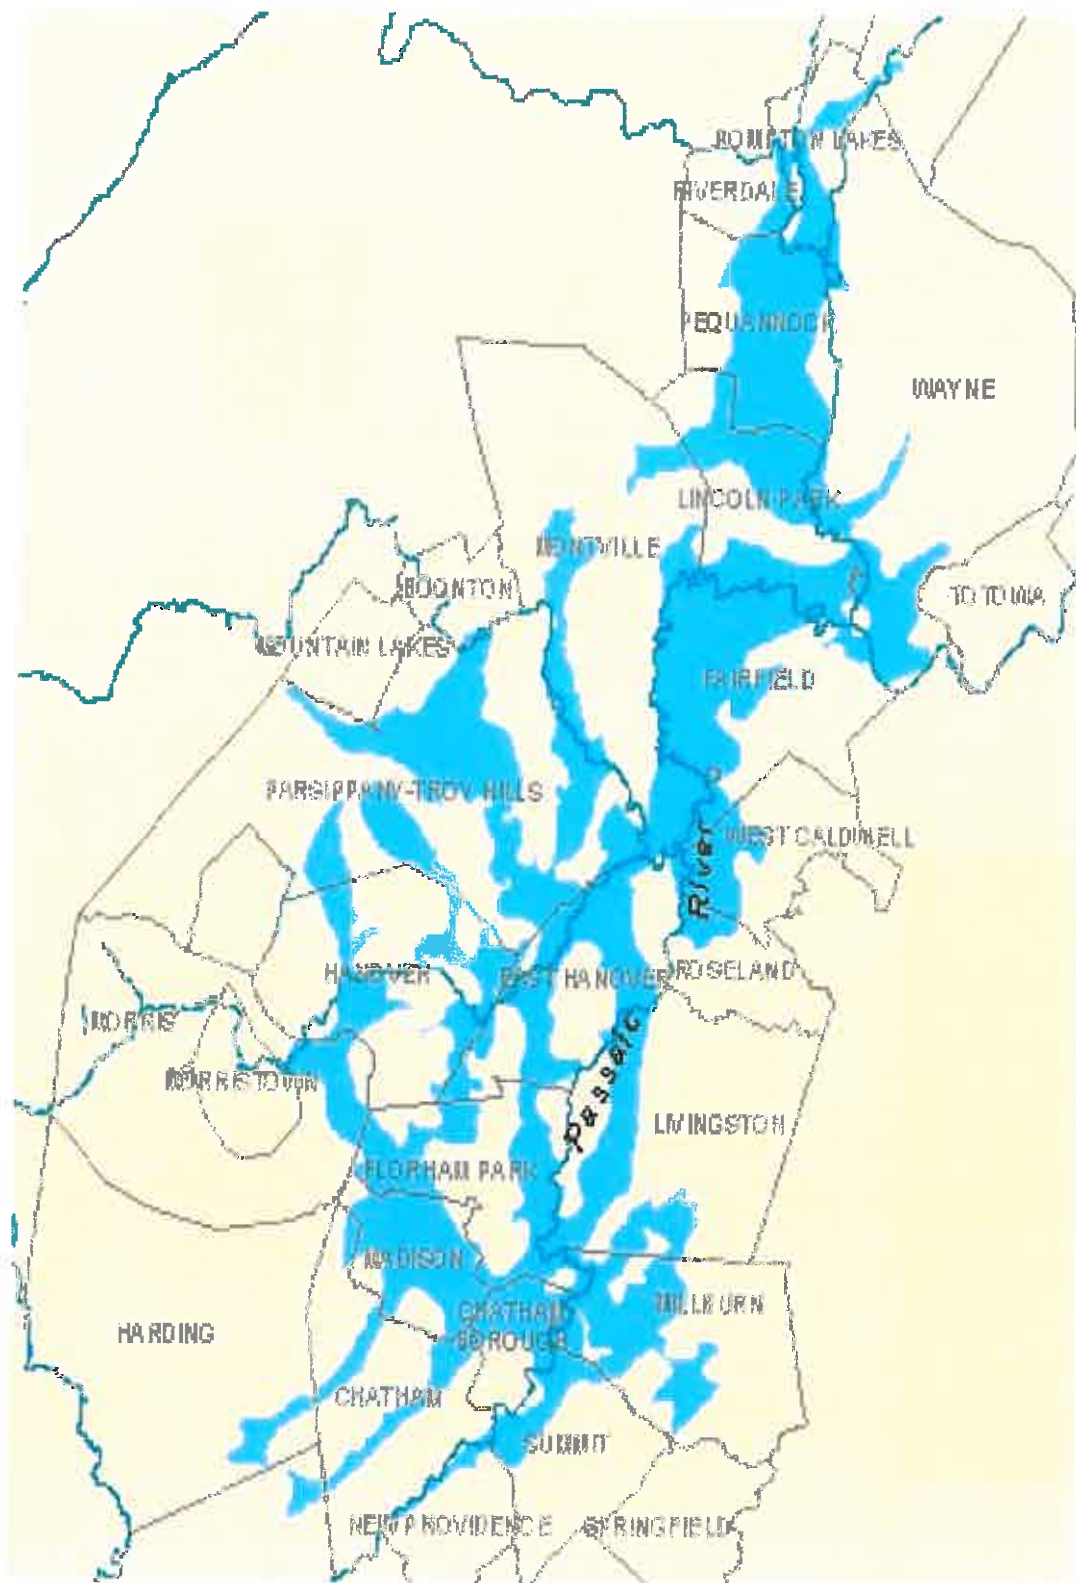 POMPTON LAKES
RIVERDALE
PEQUANNOCK
WAYNE
LINCOLN PARK
MONTVILLE
BOONTON
TOTOWA
MOUNTAIN LAKES
FAIRFIELD
PARSIPPANY-TROY HILLS
WEST CALDWELL
River
HANOVER
EAST HANOVER
ROSELAND
MORRIS
Passaic
MORRISTOWN
LIVINGSTON
FLORHAM PARK
MADISON
CHATHAM
BOROUGH
MILLBURN
HARDING
CHATHAM
SUMMIT
NEW PROVIDENCE
SPRINGFIELD